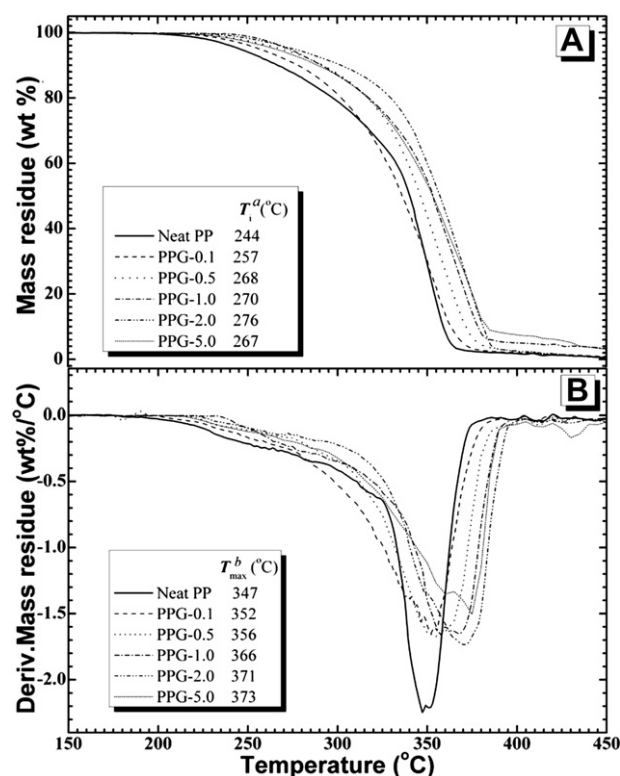 A
100
80
60
40
20
0
Mass residue (wt %)
Tᵢᵃ(°C)
Neat PP 244
PPG-0.1 257
PPG-0.5 268
PPG-1.0 270
PPG-2.0 276
PPG-5.0 267
B
0.0
-0.5
-1.0
-1.5
-2.0
Deriv.Mass residue (wt%/°C)
Tᵇmax (°C)
Neat PP 347
PPG-0.1 352
PPG-0.5 356
PPG-1.0 366
PPG-2.0 371
PPG-5.0 373
150 200 250 300 350 400 450
Temperature (°C)